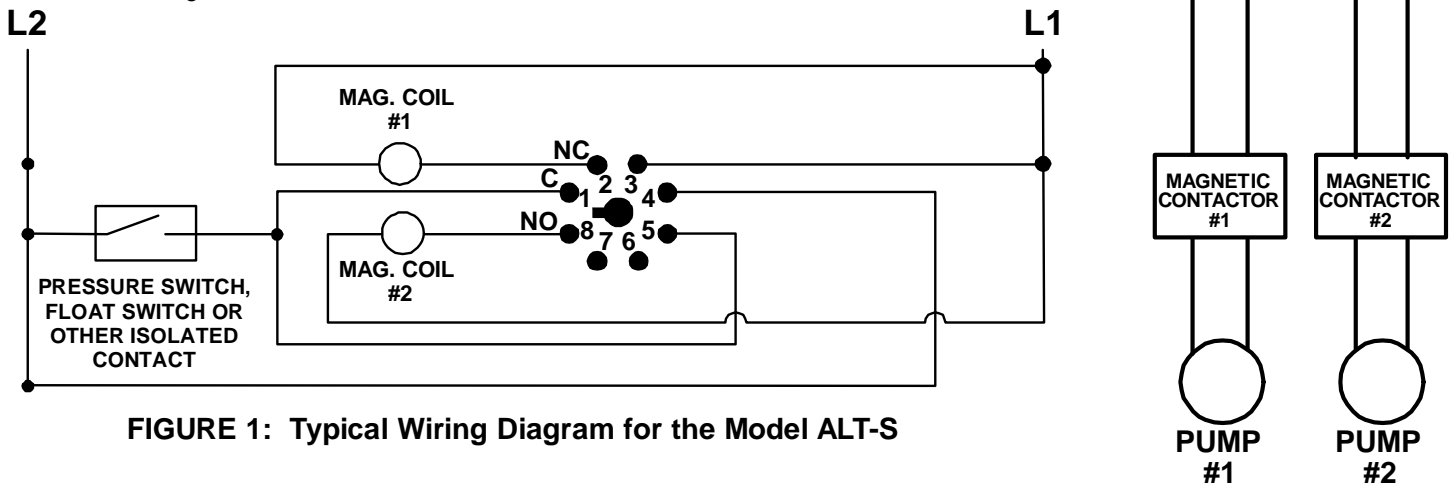 L2
L1
MAG. COIL
#1
NC
C
2 3
1 4
NO
8 5
7 6
MAG. COIL
#2
PRESSURE SWITCH,
FLOAT SWITCH OR
OTHER ISOLATED
CONTACT
FIGURE 1: Typical Wiring Diagram for the Model ALT-S
MAGNETIC
CONTACTOR
#1
MAGNETIC
CONTACTOR
#2
PUMP
#1
PUMP
#2